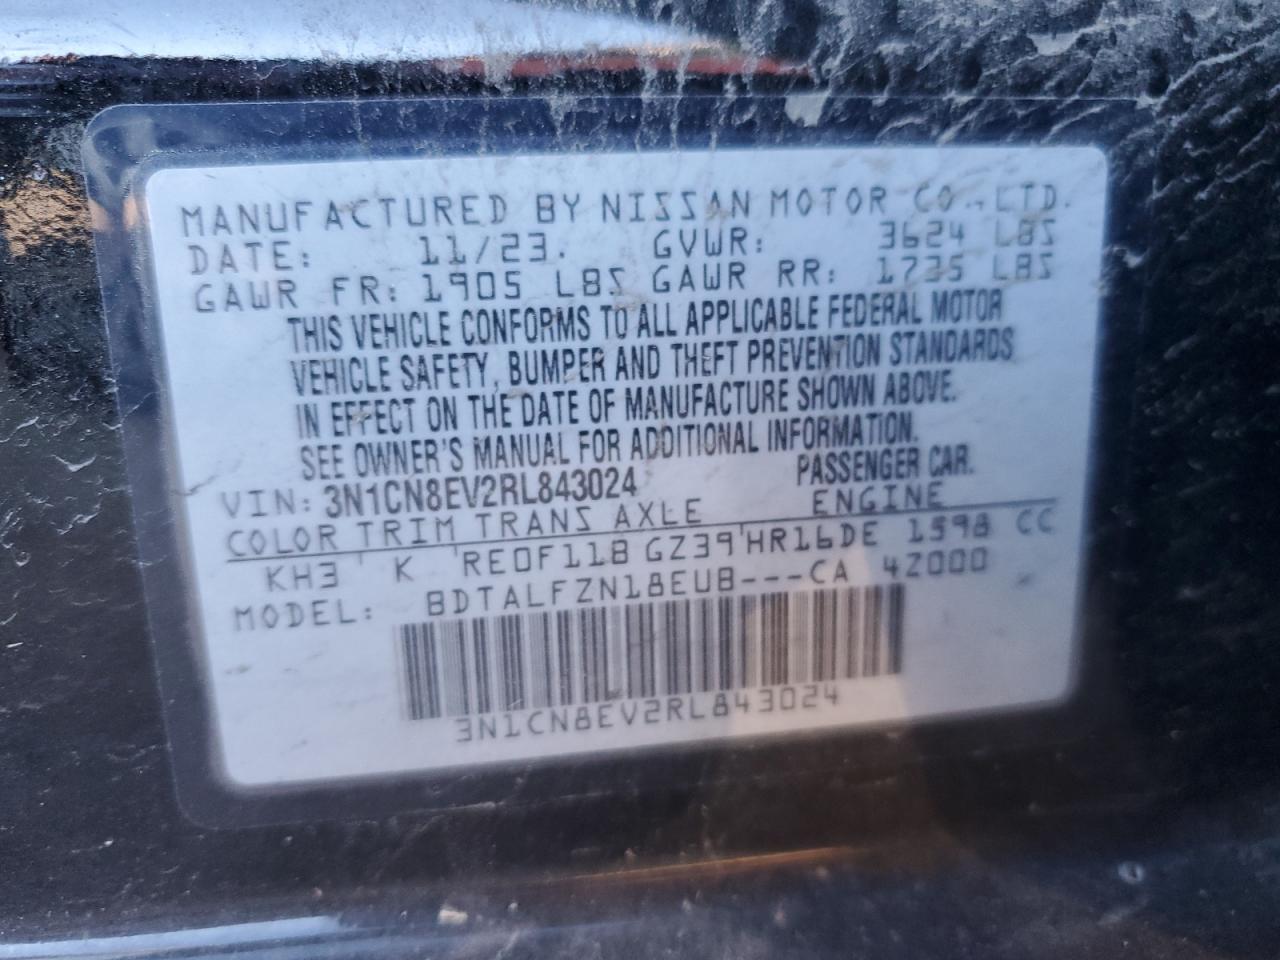 MANUFACTURED BY NISSAN MOTOR CO.,LTD.
DATE: 11/23. GVWR: 3624 LBS
GAWR FR: 1905 LBS GAWR RR: 1735 LBS
THIS VEHICLE CONFORMS TO ALL APPLICABLE FEDERAL MOTOR
VEHICLE SAFETY, BUMPER AND THEFT PREVENTION STANDARDS
IN EFFECT ON THE DATE OF MANUFACTURE SHOWN ABOVE.
SEE OWNER'S MANUAL FOR ADDITIONAL INFORMATION.
VIN: 3N1CN8EV2RL843024 PASSENGER CAR.
COLOR TRIM TRANS AXLE ENGINE
KH3 K RE0F11B GZ39 HR16DE 1598 CC
MODEL: BDTALFZN18EUB---CA 42000
3N1CN8EV2RL843024